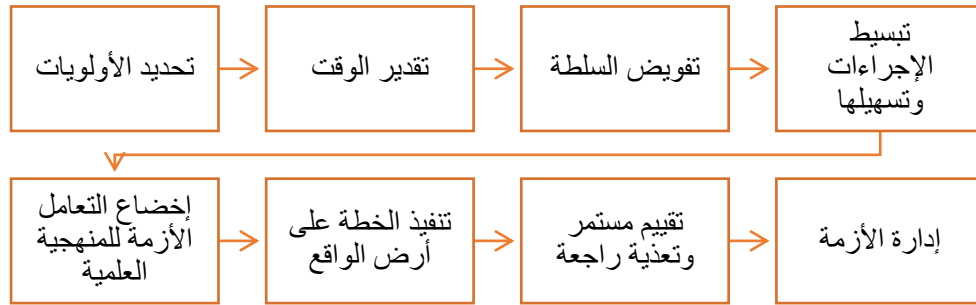 تحديد الأولويات
تقدير الوقت
تفويض السلطة
تبسيط
الإجراءات
وتسهيلها
إخضاع التعامل
الأزمة للمنهجية
العلمية
تنفيذ الخطة على
أرض الواقع
تقييم مستمر
وتعذية راجعة
إدارة الأزمة